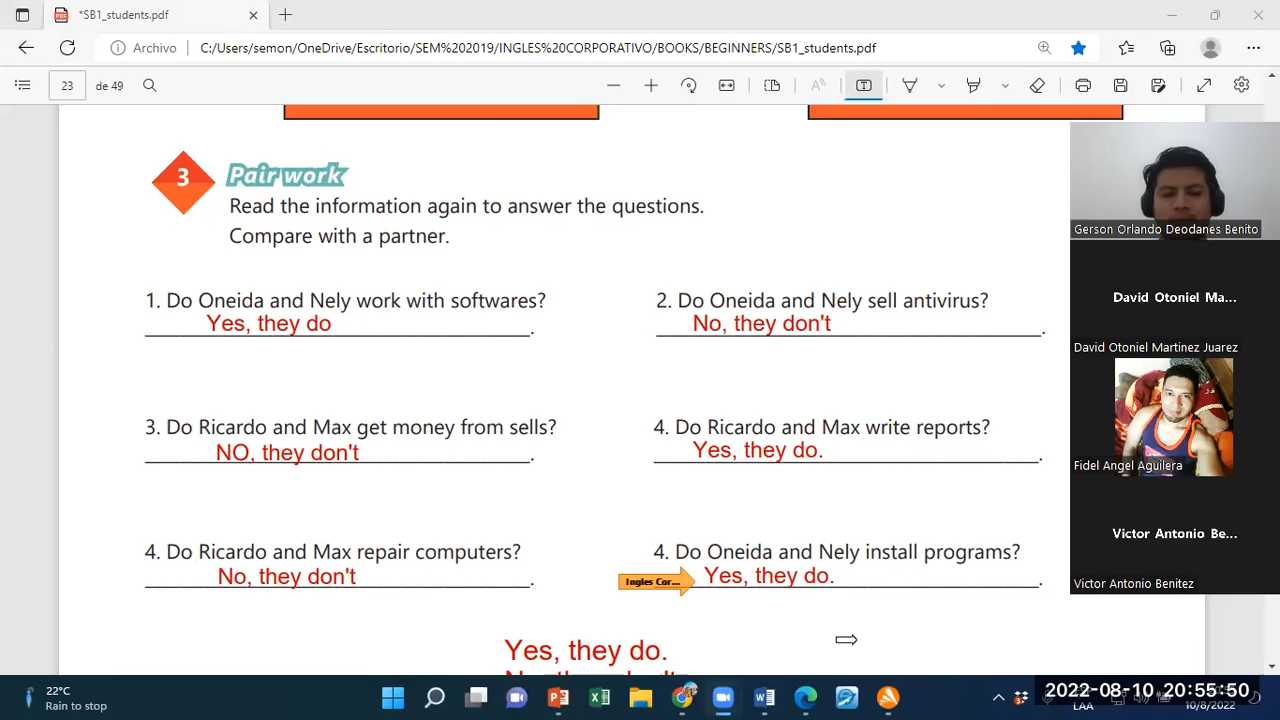 *SB1_students.pdf
Archivo
C:/Users/semon/OneDrive/Escritorio/SEM%202019/INGLES%20CORPORATIVO/BOOKS/BEGINNERS/SB1_students.pdf
23
de 49
3
Pair work
Read the information again to answer the questions.
Compare with a partner.
1. Do Oneida and Nely work with softwares?
Yes, they do
2. Do Oneida and Nely sell antivirus?
No, they don't
3. Do Ricardo and Max get money from sells?
NO, they don't
4. Do Ricardo and Max write reports?
Yes, they do.
4. Do Ricardo and Max repair computers?
No, they don't
4. Do Oneida and Nely install programs?
Ingles Cor...
Yes, they do.
Yes, they do.
Gerson Orlando Deodanes Benito
David Otoniel Ma...
David Otoniel Martinez Juarez
Fidel Angel Aguilera
Victor Antonio Be...
Victor Antonio Benítez
22°C
Rain to stop
2022-08-10 20:55:50
LAA
10/8/2022